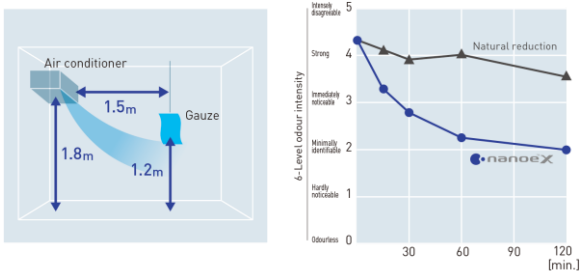 Air conditioner
1.5m
Gauze
1.8m
1.2m
6-Level odour intensity
Intensely
disagreeable
5
Strong
4
Immediately
noticeable
3
Minimally
identifiable
2
Hardly
noticeable
1
Odourless
0
Natural reduction
nanoeX
30
60
90
120
[min.]